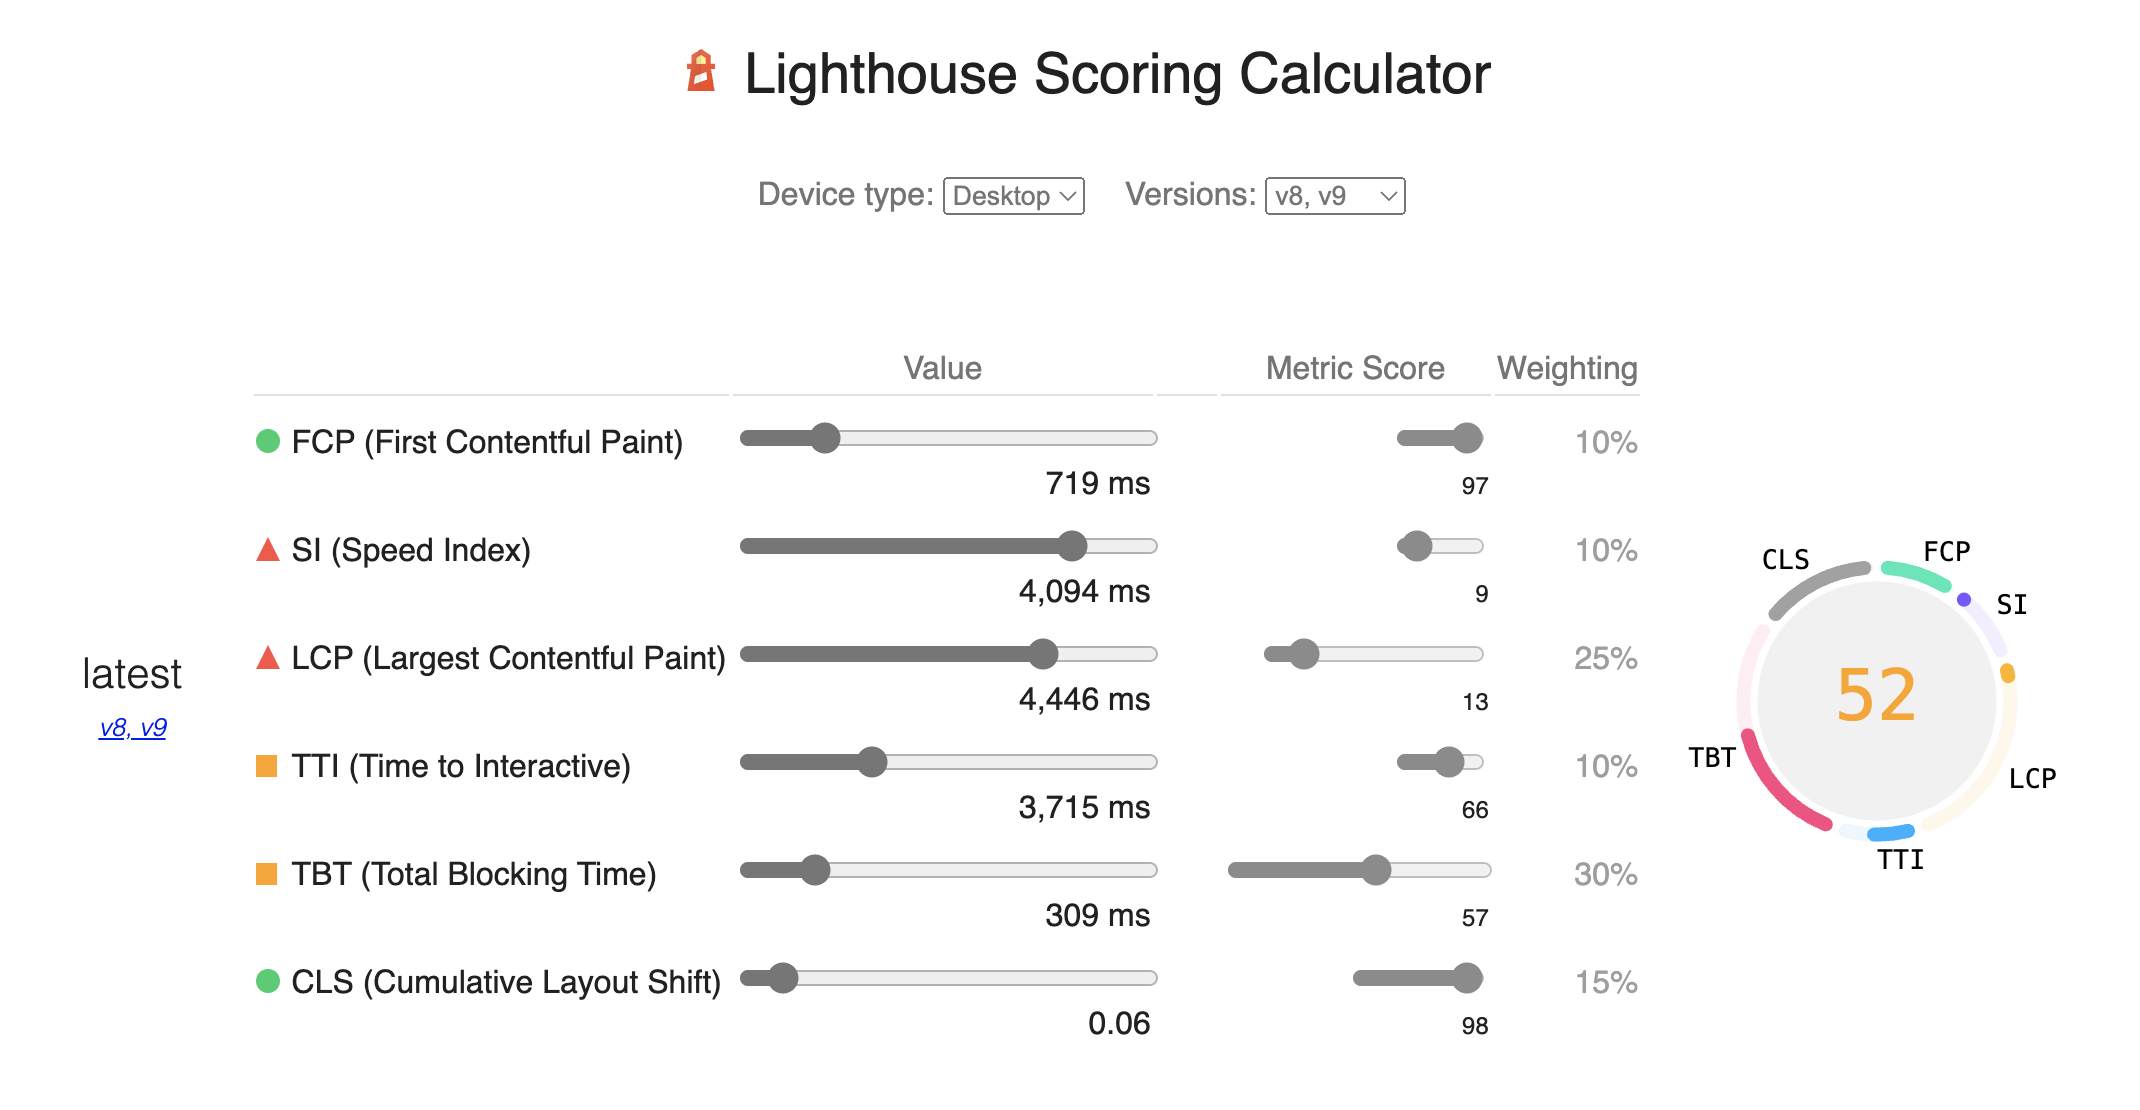 Lighthouse Scoring Calculator
Device type: Desktop Versions: v8, v9
Value Metric Score Weighting
FCP (First Contentful Paint) 10%
719 ms 97
SI (Speed Index) 10%
4,094 ms 9
LCP (Largest Contentful Paint) 25%
4,446 ms 13
TTI (Time to Interactive) 10%
3,715 ms 66
TBT (Total Blocking Time) 30%
309 ms 57
CLS (Cumulative Layout Shift) 15%
0.06 98
latest
v8, v9
CLS
FCP
SI
52
TBT
LCP
TTI